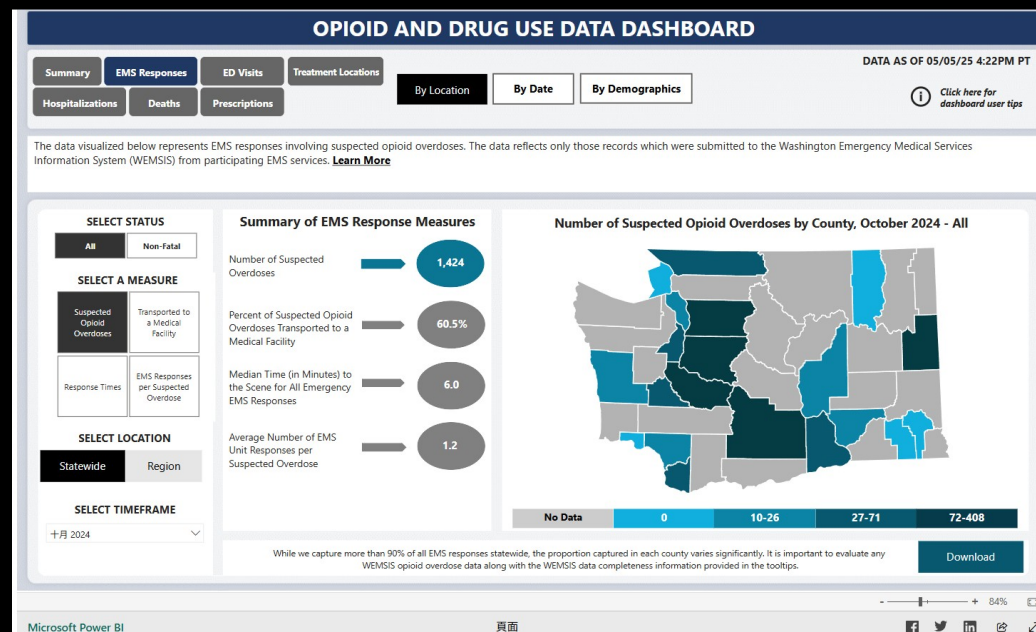 OPIOID AND DRUG USE DATA DASHBOARD
Summary
EMS Responses
ED Visits
Treatment Locations
Hospitalizations
Deaths
Prescriptions
By Location
By Date
By Demographics
DATA AS OF 05/05/25 4:22PM PT
Click here for
dashboard user tips
The data visualized below represents EMS responses involving suspected opioid overdoses. The data reflects only those records which were submitted to the Washington Emergency Medical Services
Information System (WEMSIS) from participating EMS services. Learn More
SELECT STATUS
All
Non-Fatal
SELECT A MEASURE
Suspected
Opioid
Overdoses
Transported to
a Medical
Facility
Response Times
EMS Responses
per Suspected
Overdose
SELECT LOCATION
Statewide
Region
SELECT TIMEFRAME
十月 2024
Summary of EMS Response Measures
Number of Suspected
Overdoses
1,424
Percent of Suspected Opioid
Overdoses Transported to a
Medical Facility
60.5%
Median Time (in Minutes) to
the Scene for All Emergency
EMS Responses
6.0
Average Number of EMS
Unit Responses per
Suspected Overdose
1.2
Number of Suspected Opioid Overdoses by County, October 2024 - All
No Data
0
10-26
27-71
72-408
While we capture more than 90% of all EMS responses statewide, the proportion captured in each county varies significantly. It is important to evaluate any
WEMSIS opioid overdose data along with the WEMSIS data completeness information provided in the tooltips.
Download
- + 84%
Microsoft Power BI
頁面